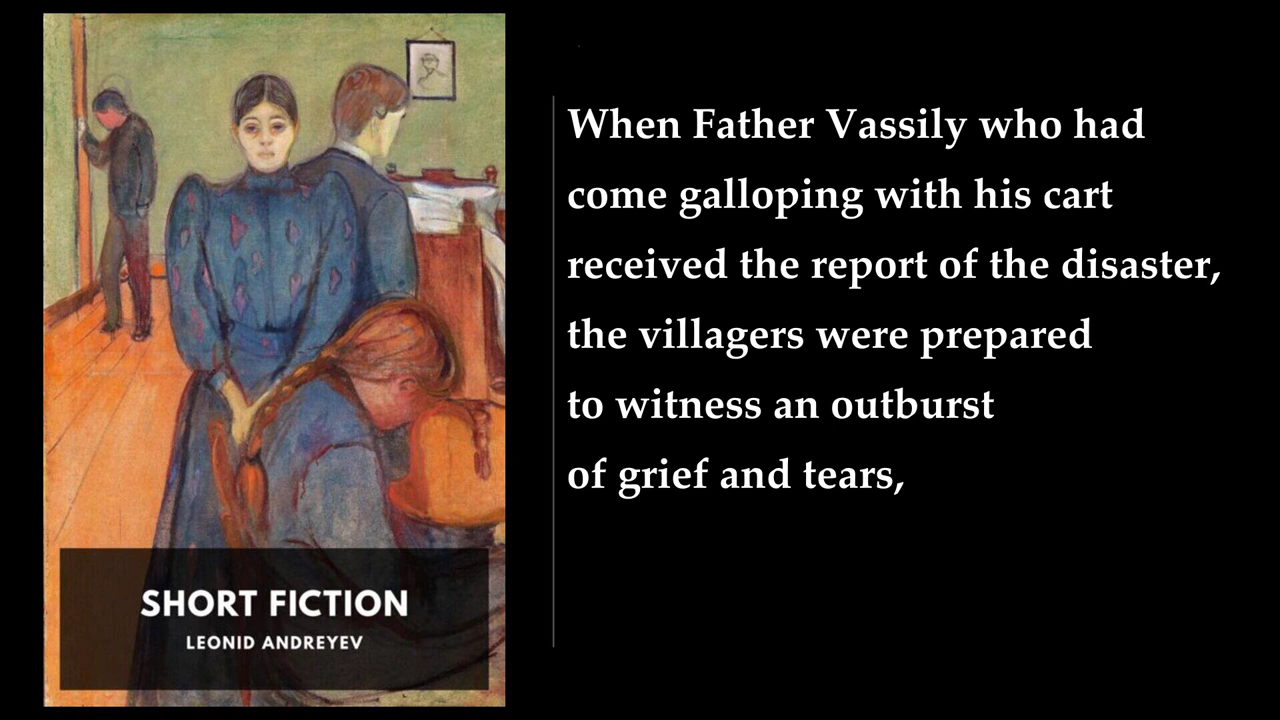 SHORT FICTION
LEONID ANDREYEV
When Father Vassily who had
come galloping with his cart
received the report of the disaster,
the villagers were prepared
to witness an outburst
of grief and tears,